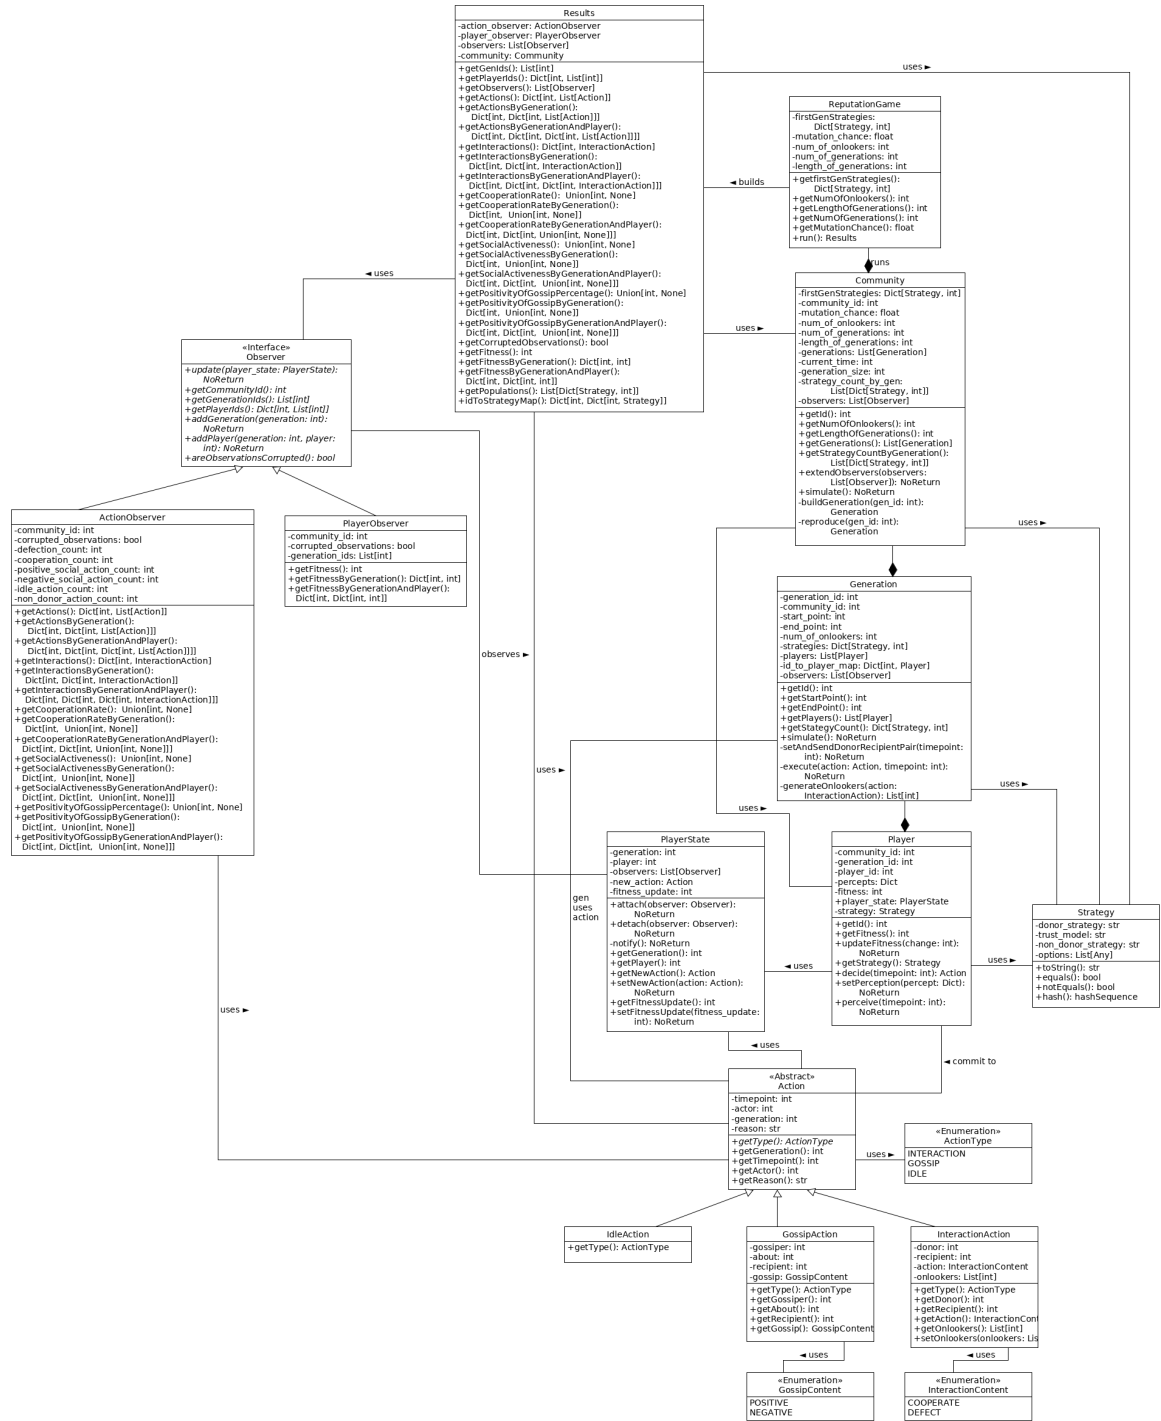 Results
-action_observer: ActionObserver
-player_observer: PlayerObserver
-observers: List[Observer]
-community: Community
+getGenIds(): List[int]
+getPlayerIds(): Dict[int, List[int]]
+getObservers(): List[Observer]
+getActions(): Dict[int, List[Action]]
+getActionsByGeneration():
Dict[int, Dict[int, List[Action]]]
+getActionsByGenerationAndPlayer():
Dict[int, Dict[int, Dict[int, List[Action]]]]
+getInteractions(): Dict[int, InteractionAction]
+getInteractionsByGeneration():
Dict[int, Dict[int, InteractionAction]]
+getInteractionsByGenerationAndPlayer():
Dict[int, Dict[int, Dict[int, InteractionAction]]]
+getCooperationRate(): Union[int, None]
+getCooperationRateByGeneration():
Dict[int, Union[int, None]]
+getCooperationRateByGenerationAndPlayer():
Dict[int, Dict[int, Union[int, None]]]
+getSocialActiveness(): Union[int, None]
+getSocialActivenessByGeneration():
Dict[int, Union[int, None]]
+getSocialActivenessByGenerationAndPlayer():
Dict[int, Dict[int, Union[int, None]]]
+getPositivityOfGossipPercentage(): Union[int, None]
+getPositivityOfGossipByGeneration():
Dict[int, Union[int, None]]
+getPositivityOfGossipByGenerationAndPlayer():
Dict[int, Dict[int, Union[int, None]]]
+getCorruptedObservations(): bool
+getFitness(): int
+getFitnessByGeneration(): Dict[int, int]
+getFitnessByGenerationAndPlayer():
Dict[int, Dict[int, int]]
+getPopulations(): List[Dict[Strategy, int]]
+idToStrategyMap(): Dict[int, Dict[int, Strategy]]
uses ►
ReputationGame
-firstGenStrategies:
Dict[Strategy, int]
-mutation_chance: float
-num_of_onlookers: int
-num_of_generations: int
-length_of_generations: int
+getfirstGenStrategies():
Dict[Strategy, int]
+getNumOfOnlookers(): int
+getLengthOfGenerations(): int
+getNumOfGenerations(): int
+getMutationChance(): float
+run(): Results
◄ builds
runs
◄ uses
uses ►
Community
-firstGenStrategies: Dict[Strategy, int]
-community_id: int
-mutation_chance: float
-num_of_onlookers: int
-num_of_generations: int
-length_of_generations: int
-generations: List[Generation]
-current_time: int
-generation_size: int
-strategy_count_by_gen:
List[Dict[Strategy, int]]
-observers: List[Observer]
+getId(): int
+getNumOfOnlookers(): int
+getLengthOfGenerations(): int
+getGenerations(): List[Generation]
+getStrategyCountByGeneration():
List[Dict[Strategy, int]]
+extendObservers(observers:
List[Observer]): NoReturn
+simulate(): NoReturn
-buildGeneration(gen_id: int):
Generation
-reproduce(gen_id: int):
Generation
«Interface»
Observer
+update(player_state: PlayerState):
NoReturn
+getCommunityId(): int
+getGenerationIds(): List[int]
+getPlayerIds(): Dict[int, List[int]]
+addGeneration(generation: int):
NoReturn
+addPlayer(generation: int, player:
int): NoReturn
+areObservationsCorrupted(): bool
ActionObserver
-community_id: int
-corrupted_observations: bool
-defection_count: int
-cooperation_count: int
-positive_social_action_count: int
-negative_social_action_count: int
-idle_action_count: int
-non_donor_action_count: int
+getActions(): Dict[int, List[Action]]
+getActionsByGeneration():
Dict[int, Dict[int, List[Action]]]
+getActionsByGenerationAndPlayer():
Dict[int, Dict[int, Dict[int, List[Action]]]]
+getInteractions(): Dict[int, InteractionAction]
+getInteractionsByGeneration():
Dict[int, Dict[int, InteractionAction]]
+getInteractionsByGenerationAndPlayer():
Dict[int, Dict[int, Dict[int, InteractionAction]]]
+getCooperationRate(): Union[int, None]
+getCooperationRateByGeneration():
Dict[int, Union[int, None]]
+getCooperationRateByGenerationAndPlayer():
Dict[int, Dict[int, Union[int, None]]]
+getSocialActiveness(): Union[int, None]
+getSocialActivenessByGeneration():
Dict[int, Union[int, None]]
+getSocialActivenessByGenerationAndPlayer():
Dict[int, Dict[int, Union[int, None]]]
+getPositivityOfGossipPercentage(): Union[int, None]
+getPositivityOfGossipByGeneration():
Dict[int, Union[int, None]]
+getPositivityOfGossipByGenerationAndPlayer():
Dict[int, Dict[int, Union[int, None]]]
PlayerObserver
-community_id: int
-corrupted_observations: bool
-generation_ids: List[int]
+getFitness(): int
+getFitnessByGeneration(): Dict[int, int]
+getFitnessByGenerationAndPlayer():
Dict[int, Dict[int, int]]
uses ►
observes ►
Generation
-generation_id: int
-community_id: int
-start_point: int
-end_point: int
-num_of_onlookers: int
-strategies: Dict[Strategy, int]
-players: List[Player]
-id_to_player_map: Dict[int, Player]
-observers: List[Observer]
+getId(): int
+getStartPoint(): int
+getEndPoint(): int
+getPlayers(): List[Player]
+getStategyCount(): Dict[Strategy, int]
+simulate(): NoReturn
-setAndSendDonorRecipientPair(timepoint:
int): NoReturn
-execute(action: Action, timepoint: int):
NoReturn
-generateOnlookers(action:
InteractionAction): List[int]
uses ►
uses ►
uses ►
PlayerState
-generation: int
-player: int
-observers: List[Observer]
-new_action: Action
-fitness_update: int
+attach(observer: Observer):
NoReturn
+detach(observer: Observer):
NoReturn
-notify(): NoReturn
+getGeneration(): int
+getPlayer(): int
+getNewAction(): Action
+setNewAction(action: Action):
NoReturn
+getFitnessUpdate(): int
+setFitnessUpdate(fitness_update:
int): NoReturn
gen
uses
action
Player
-community_id: int
-generation_id: int
-player_id: int
-percepts: Dict
-fitness: int
+player_state: PlayerState
-strategy: Strategy
+getId(): int
+getFitness(): int
+updateFitness(change: int):
NoReturn
+getStrategy(): Strategy
+decide(timepoint: int): Action
+setPerception(percept: Dict):
NoReturn
+perceive(timepoint: int):
NoReturn
Strategy
-donor_strategy: str
-trust_model: str
-non_donor_strategy: str
-options: List[Any]
+toString(): str
+equals(): bool
+notEquals(): bool
+hash(): hashSequence
◄ uses
uses ►
uses ►
◄ uses
◄ commit to
«Abstract»
Action
-timepoint: int
-actor: int
-generation: int
-reason: str
+getType(): ActionType
+getGeneration(): int
+getTimepoint(): int
+getActor(): int
+getReason(): str
uses ►
«Enumeration»
ActionType
INTERACTION
GOSSIP
IDLE
IdleAction
+getType(): ActionType
GossipAction
-gossiper: int
-about: int
-recipient: int
-gossip: GossipContent
+getType(): ActionType
+getGossiper(): int
+getAbout(): int
+getRecipient(): int
+getGossip(): GossipContent
InteractionAction
-donor: int
-recipient: int
-action: InteractionContent
-onlookers: List[int]
+getType(): ActionType
+getDonor(): int
+getRecipient(): int
+getAction(): InteractionCont
+getOnlookers(): List[int]
+setOnlookers(onlookers: Lis
◄ uses
◄ uses
«Enumeration»
GossipContent
POSITIVE
NEGATIVE
«Enumeration»
InteractionContent
COOPERATE
DEFECT